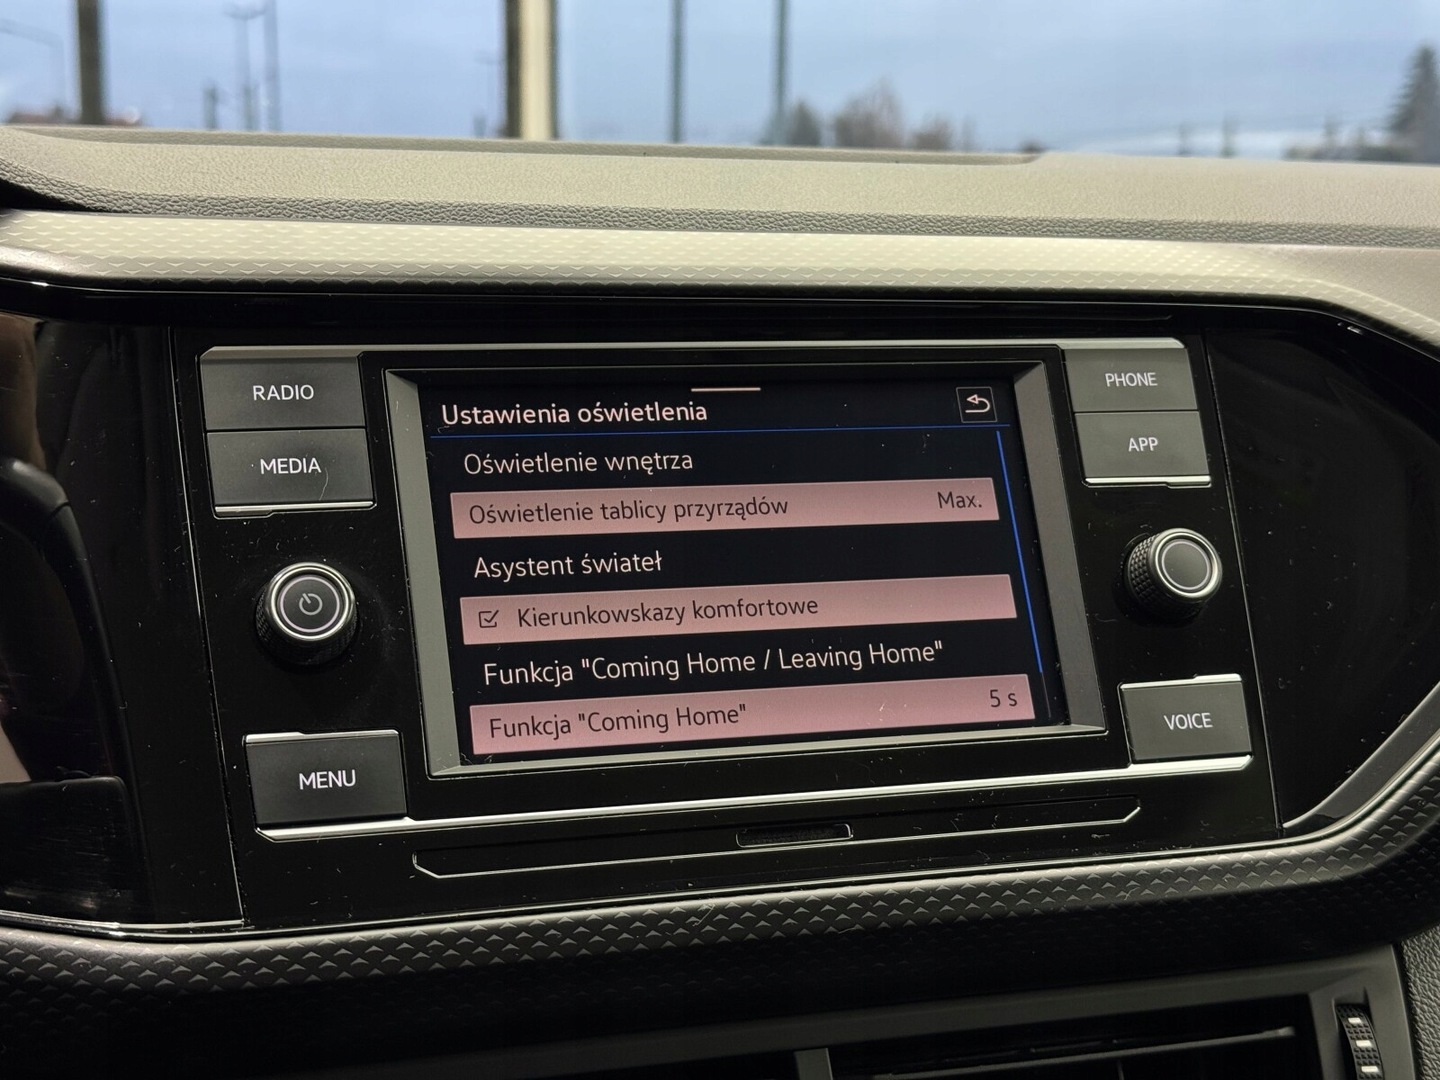 RADIO
MEDIA
MENU
Ustawienia oświetlenia
Oświetlenie wnętrza
Oświetlenie tablicy przyrządów Max.
Asystent świateł
Kierunkowskazy komfortowe
Funkcja "Coming Home / Leaving Home"
Funkcja "Coming Home" 5 s
PHONE
APP
VOICE